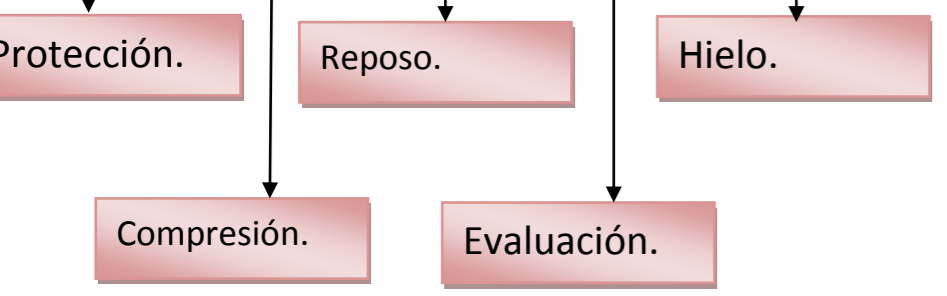 Protección.
Reposo.
Hielo.
Compresión.
Evaluación.